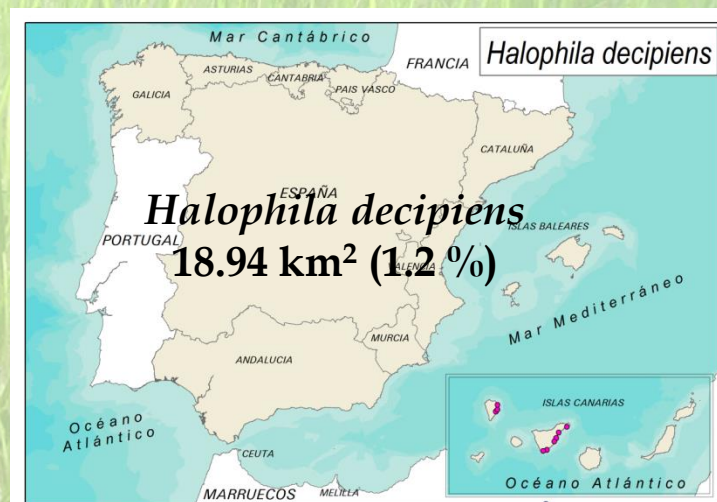 Mar Cantábrico
FRANCIA
Halophila decipiens
ASTURIAS
CANTABRIA
PAIS VASCO
GALICIA
CATALUÑA
ESPAÑA
Halophila decipiens
18.94 km² (1.2 %)
PORTUGAL
ISLAS BALEARES
VALENCIA
Mar Mediterráneo
MURCIA
ANDALUCIA
ISLAS CANARIAS
Océano Atlántico
Océano
Atlántico
CEUTA
MARRUECOS
MELILLA